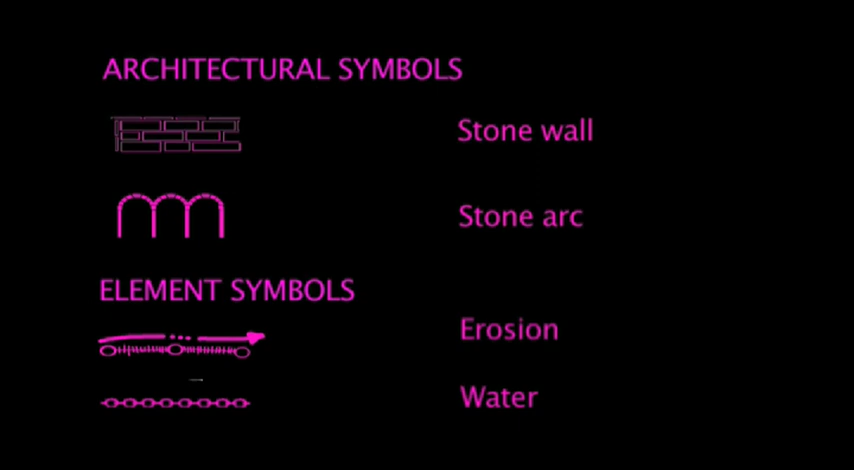 ARCHITECTURAL SYMBOLS
Stone wall
Stone arc
ELEMENT SYMBOLS
Erosion
Water